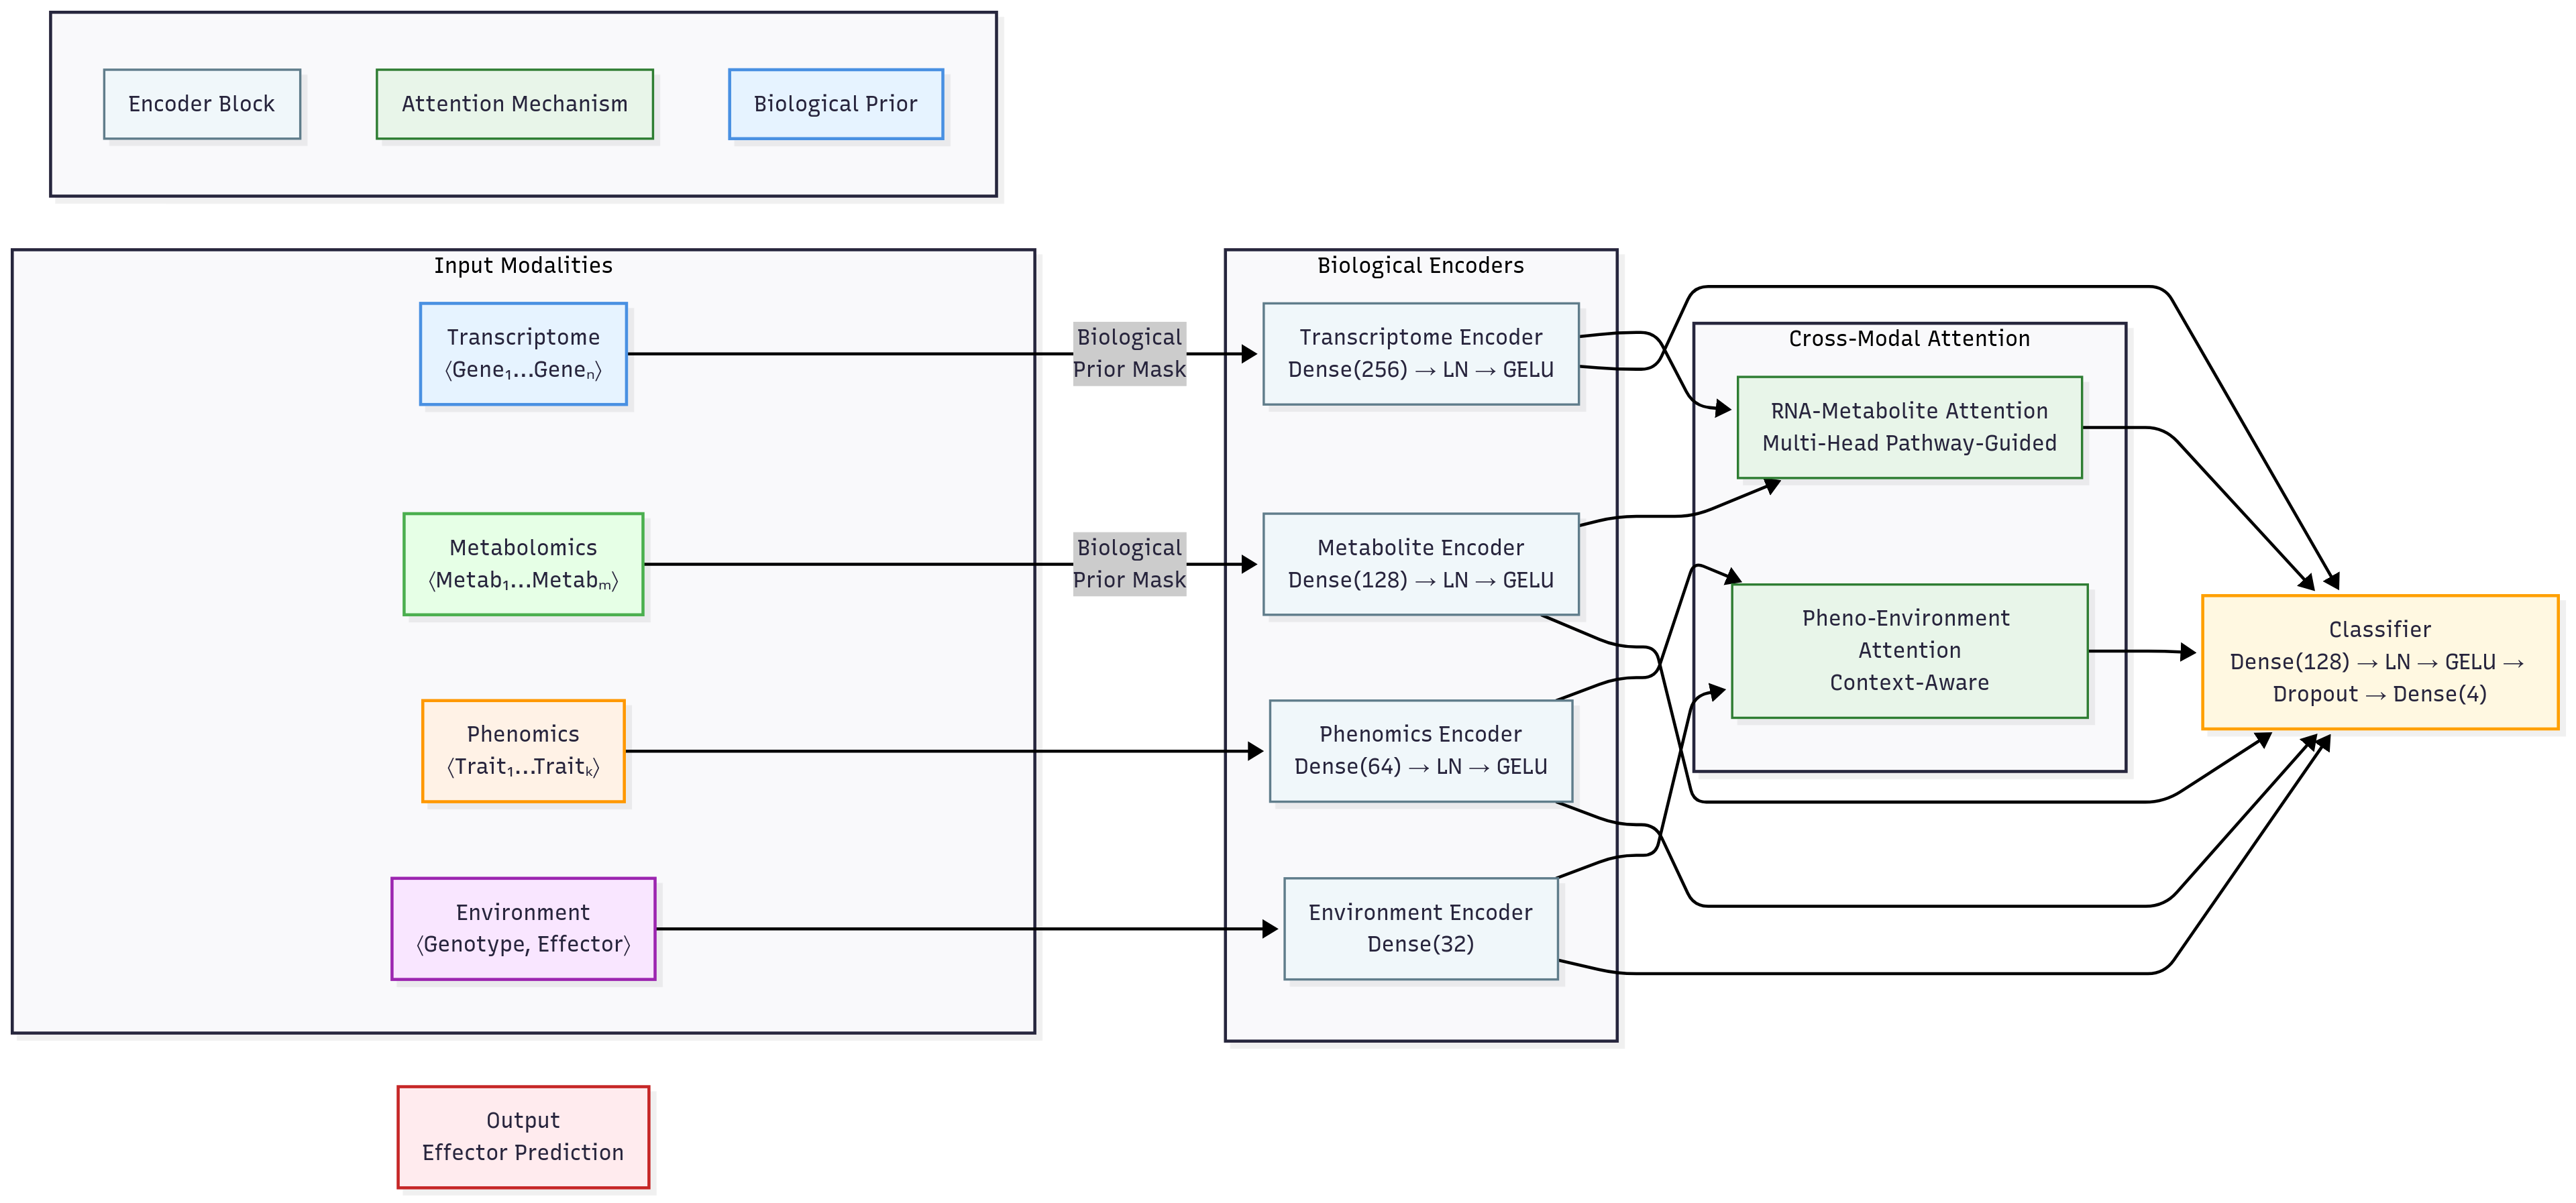 Encoder Block
Attention Mechanism
Biological Prior
Input Modalities
Transcriptome
⟨Gene₁...Geneₙ⟩
Metabolomics
⟨Metab₁...Metabₘ⟩
Phenomics
⟨Trait₁...Traitₖ⟩
Environment
⟨Genotype, Effector⟩
Biological
Prior Mask
Biological
Prior Mask
Biological Encoders
Transcriptome Encoder
Dense(256) → LN → GELU
Metabolite Encoder
Dense(128) → LN → GELU
Phenomics Encoder
Dense(64) → LN → GELU
Environment Encoder
Dense(32)
Cross-Modal Attention
RNA-Metabolite Attention
Multi-Head Pathway-Guided
Pheno-Environment
Attention
Context-Aware
Classifier
Dense(128) → LN → GELU →
Dropout → Dense(4)
Output
Effector Prediction